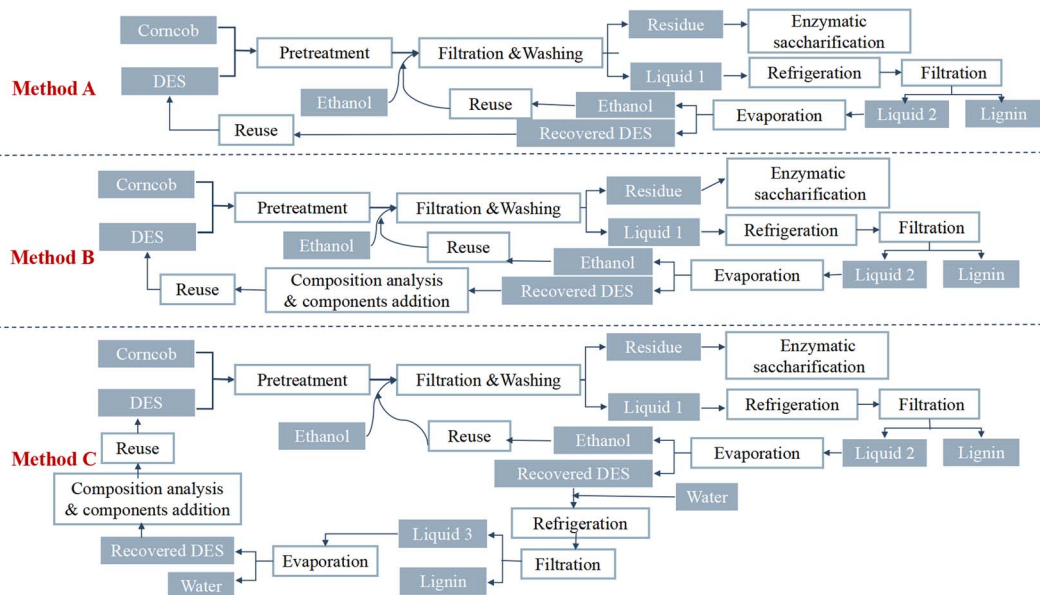 Corncob
Pretreatment
Filtration &Washing
Residue
Enzymatic
saccharification
Method A
DES
Ethanol
Liquid 1
Refrigeration
Filtration
Reuse
Ethanol
Evaporation
Liquid 2
Lignin
Reuse
Recovered DES
Corncob
Pretreatment
Filtration &Washing
Residue
Enzymatic
saccharification
Method B
DES
Ethanol
Liquid 1
Refrigeration
Filtration
Reuse
Ethanol
Evaporation
Liquid 2
Lignin
Reuse
Composition analysis
& components addition
Recovered DES
Corncob
Pretreatment
Filtration &Washing
Residue
Enzymatic
saccharification
DES
Liquid 1
Refrigeration
Filtration
Ethanol
Reuse
Ethanol
Evaporation
Liquid 2
Lignin
Method C
Reuse
Recovered DES
Water
Composition analysis
& components addition
Refrigeration
Recovered DES
Evaporation
Liquid 3
Filtration
Water
Lignin